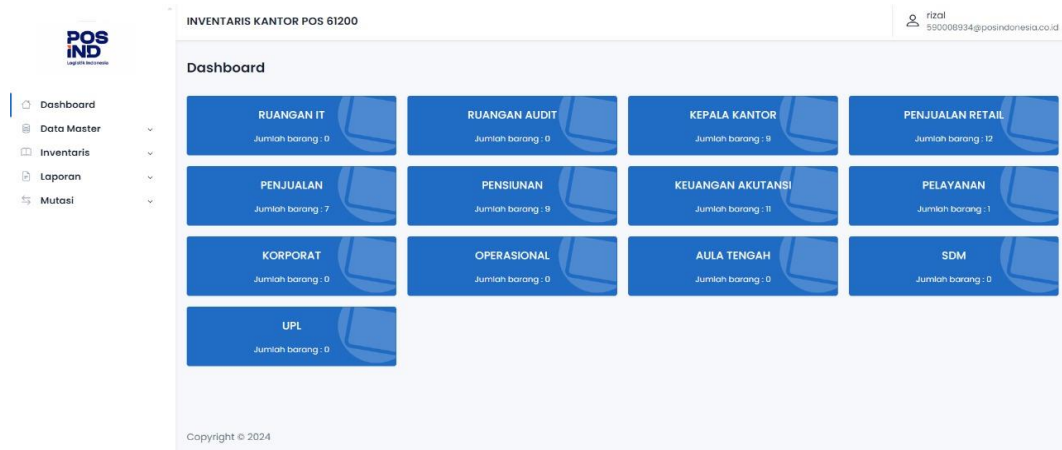 POS
IND
Logistik Indonesia
INVENTARIS KANTOR POS 61200
rizal
590008934@posindonesia.co.id
Dashboard
Data Master
Inventaris
Laporan
Mutasi
Dashboard
RUANGAN IT
Jumlah barang : 0
RUANGAN AUDIT
Jumlah barang : 0
KEPALA KANTOR
Jumlah barang : 9
PENJUALAN RETAIL
Jumlah barang : 12
PENJUALAN
Jumlah barang : 7
PENSIUNAN
Jumlah barang : 9
KEUANGAN AKUTANSI
Jumlah barang : 11
PELAYANAN
Jumlah barang : 1
KORPORAT
Jumlah barang : 0
OPERASIONAL
Jumlah barang : 0
AULA TENGAH
Jumlah barang : 0
SDM
Jumlah barang : 0
UPL
Jumlah barang : 0
Copyright © 2024